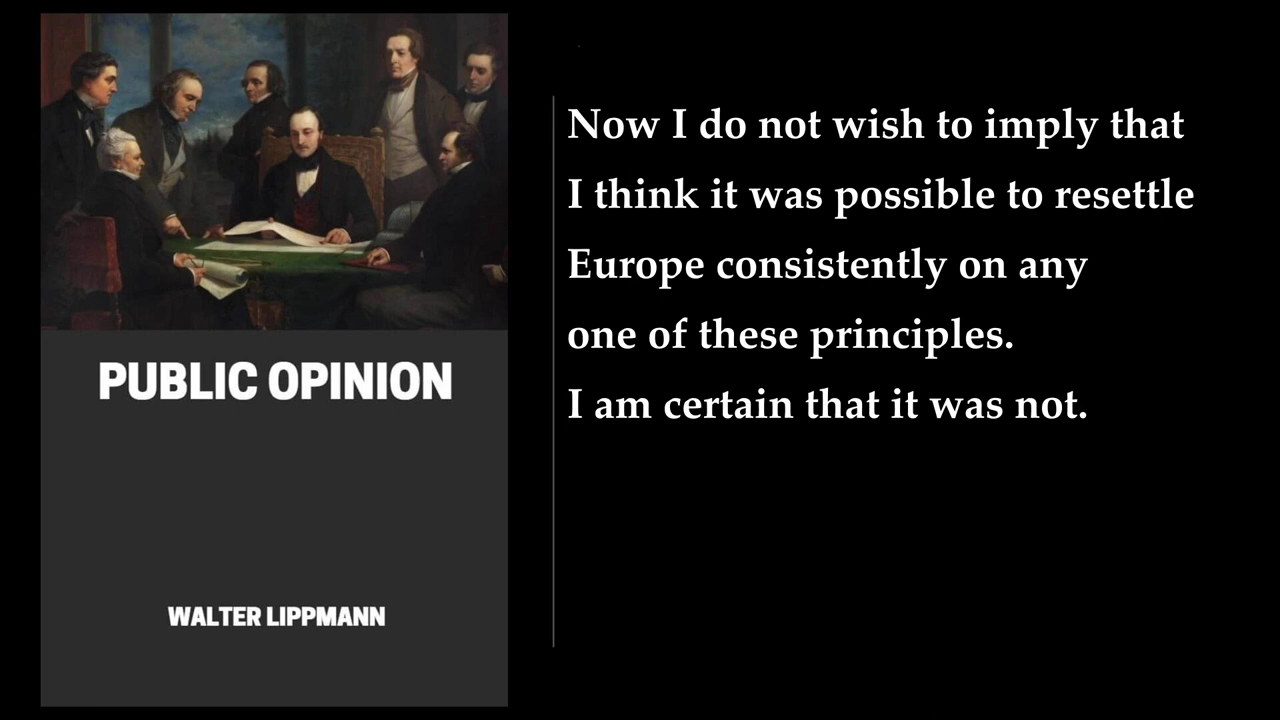 PUBLIC OPINION
WALTER LIPPMANN
Now I do not wish to imply that
I think it was possible to resettle
Europe consistently on any
one of these principles.
I am certain that it was not.